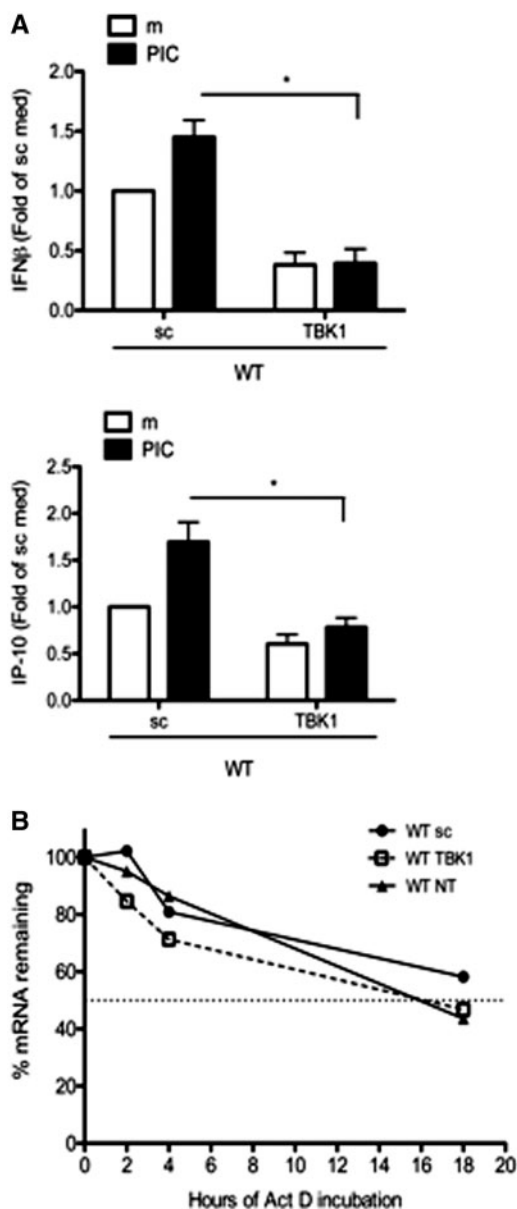 A
m
PIC
IFNβ (Fold of sc med)
2.0
1.5
1.0
0.5
0.0
sc TBK1
WT
m
PIC
IP-10 (Fold of sc med)
2.5
2.0
1.5
1.0
0.5
0.0
sc TBK1
WT
B
WT sc
WT TBK1
WT NT
% mRNA remaining
100
80
60
40
20
0
0 2 4 6 8 10 12 14 16 18 20
Hours of Act D incubation